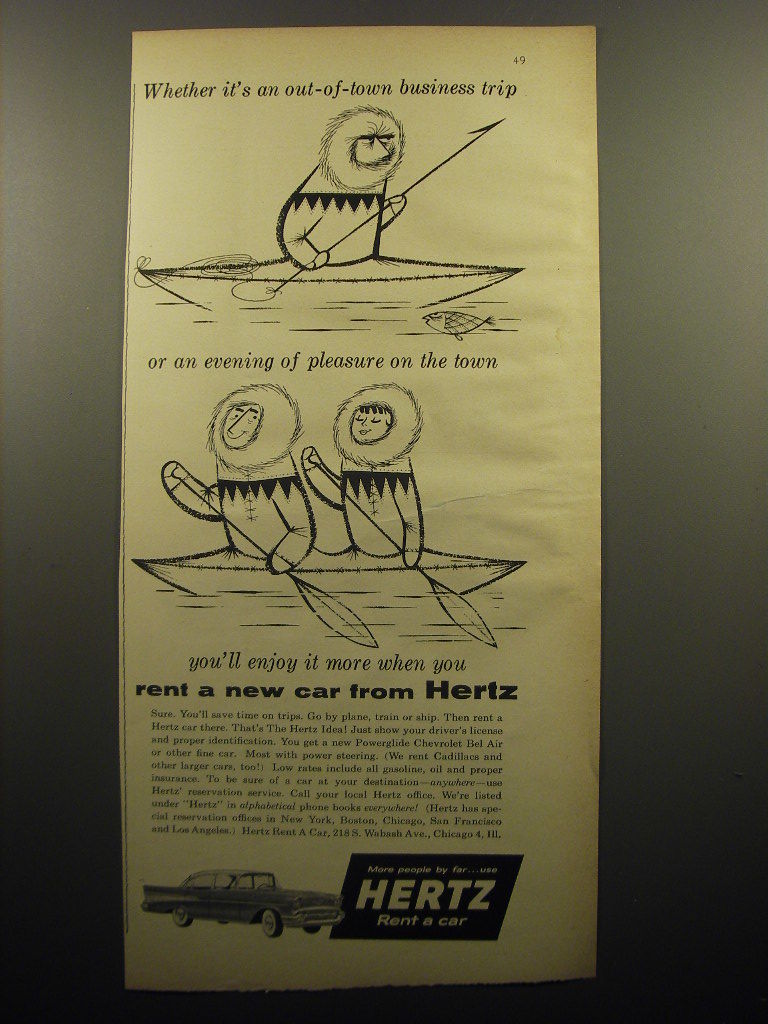 49
Whether it's an out-of-town business trip
or an evening of pleasure on the town
you'll enjoy it more when you
rent a new car from Hertz
Sure. You'll save time on trips. Go by plane, train or ship. Then rent a
Hertz car there. That's The Hertz Idea! Just show your driver's license
and proper identification. You get a new Powerglide Chevrolet Bel Air
or other fine car. Most with power steering. (We rent Cadillacs and
other larger cars, too!) Low rates include all gasoline, oil and proper
insurance. To be sure of a car at your destination—anywhere—use
Hertz' reservation service. Call your local Hertz office. We're listed
under "Hertz" in alphabetical phone books everywhere! (Hertz has spe-
cial reservation offices in New York, Boston, Chicago, San Francisco
and Los Angeles.) Hertz Rent A Car, 218 S. Wabash Ave., Chicago 4, Ill.
More people by far...use
HERTZ
Rent a car